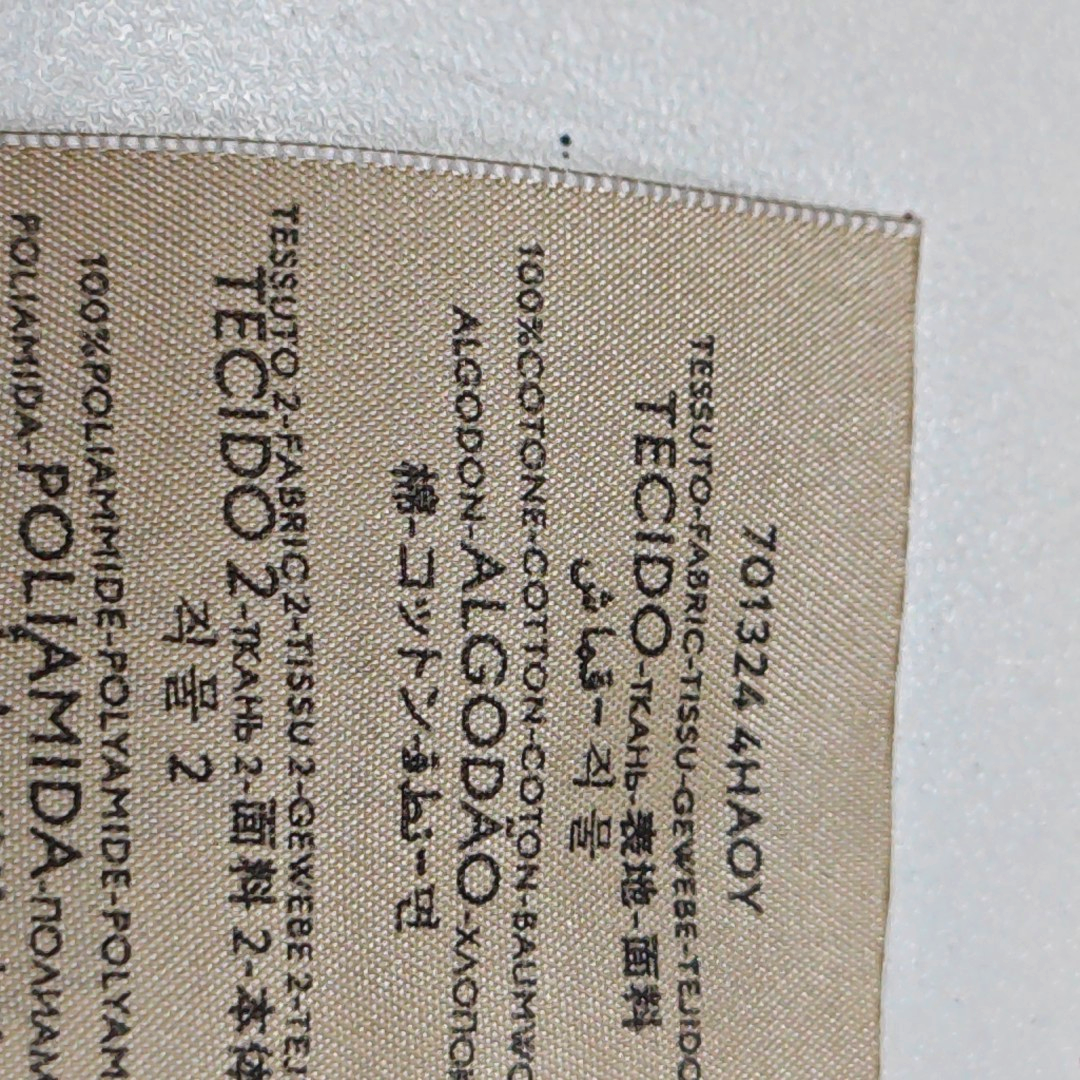 701324 4HAOY
TESSUTO-FABRIC-TISSU-GEWEBE-TEJIDO
TECIDO-ТКАНЬ-表地-面料
قماش-직물
100%COTONE-COTTON-COTON-BAUMWO
ALGODON-ALGODÃO-ХЛОПОК
棉-コットン-قطن-면
TESSUTO 2-FABRIC 2-TISSU 2-GEWEBE 2-TEJI
TECIDO 2-ТКАНЬ 2-面料 2-本体
직물 2
100%POLIAMMIDE-POLYAMIDE-POLYAM
POLIAMIDA-POLIAMIDA-ПОЛИАМ